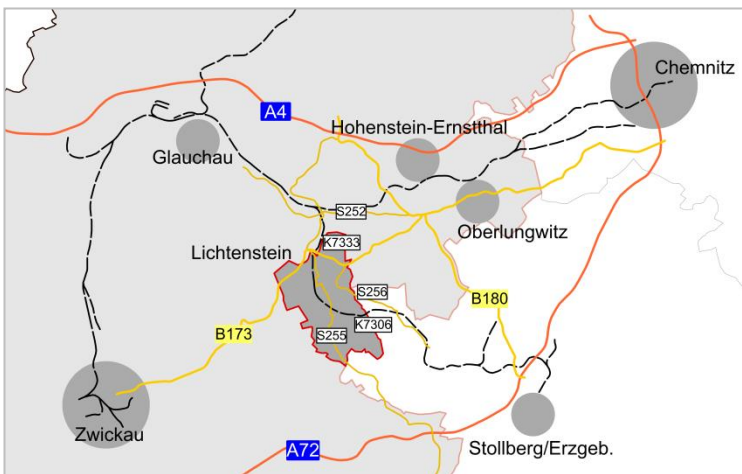 Chemnitz
A4
Hohenstein-Ernstthal
Glauchau
S252
Oberlungwitz
K7333
Lichtenstein
S256
B180
K7306
B173
S255
Zwickau
Stollberg/Erzgeb.
A72